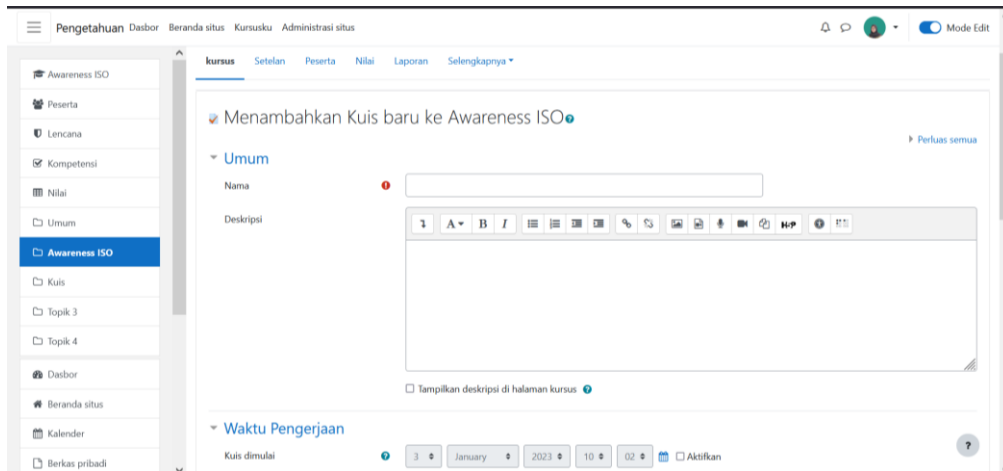 Pengetahuan Dasbor Beranda situs Kursusku Administrasi situs Mode Edit
kursus Setelan Peserta Nilai Laporan Selengkapnya
Awareness ISO
Peserta
Lencana
Kompetensi
Nilai
Umum
Awareness ISO
Kuis
Topik 3
Topik 4
Dasbor
Beranda situs
Kalender
Berkas pribadi
Menambahkan Kuis baru ke Awareness ISO
Perluas semua
Umum
Nama
Deskripsi
A B I H-P
Tampilkan deskripsi di halaman kursus
Waktu Pengerjaan
Kuis dimulai 3 January 2023 10 02 Aktifkan
?